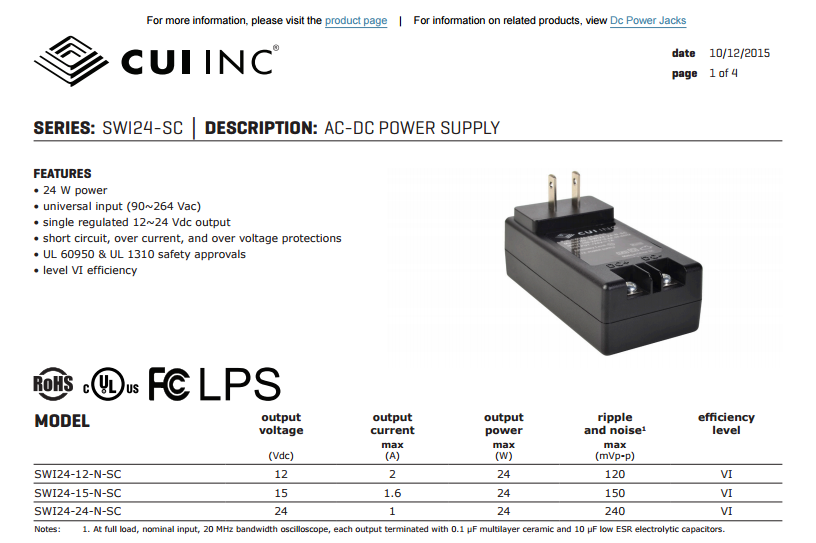 For more information, please visit the product page | For information on related products, view Dc Power Jacks
CUI INC®
date 10/12/2015
page 1 of 4
SERIES: SWI24-SC | DESCRIPTION: AC-DC POWER SUPPLY
FEATURES
• 24 W power
• universal input (90~264 Vac)
• single regulated 12~24 Vdc output
• short circuit, over current, and over voltage protections
• UL 60950 & UL 1310 safety approvals
• level VI efficiency
CUI INC
RoHS c UL US FC LPS
MODEL output voltage (Vdc) output current max (A) output power max (W) ripple and noise¹ max (mVp-p) efficiency level
SWI24-12-N-SC 12 2 24 120 VI
SWI24-15-N-SC 15 1.6 24 150 VI
SWI24-24-N-SC 24 1 24 240 VI
Notes: 1. At full load, nominal input, 20 MHz bandwidth oscilloscope, each output terminated with 0.1 µF multilayer ceramic and 10 µF low ESR electrolytic capacitors.